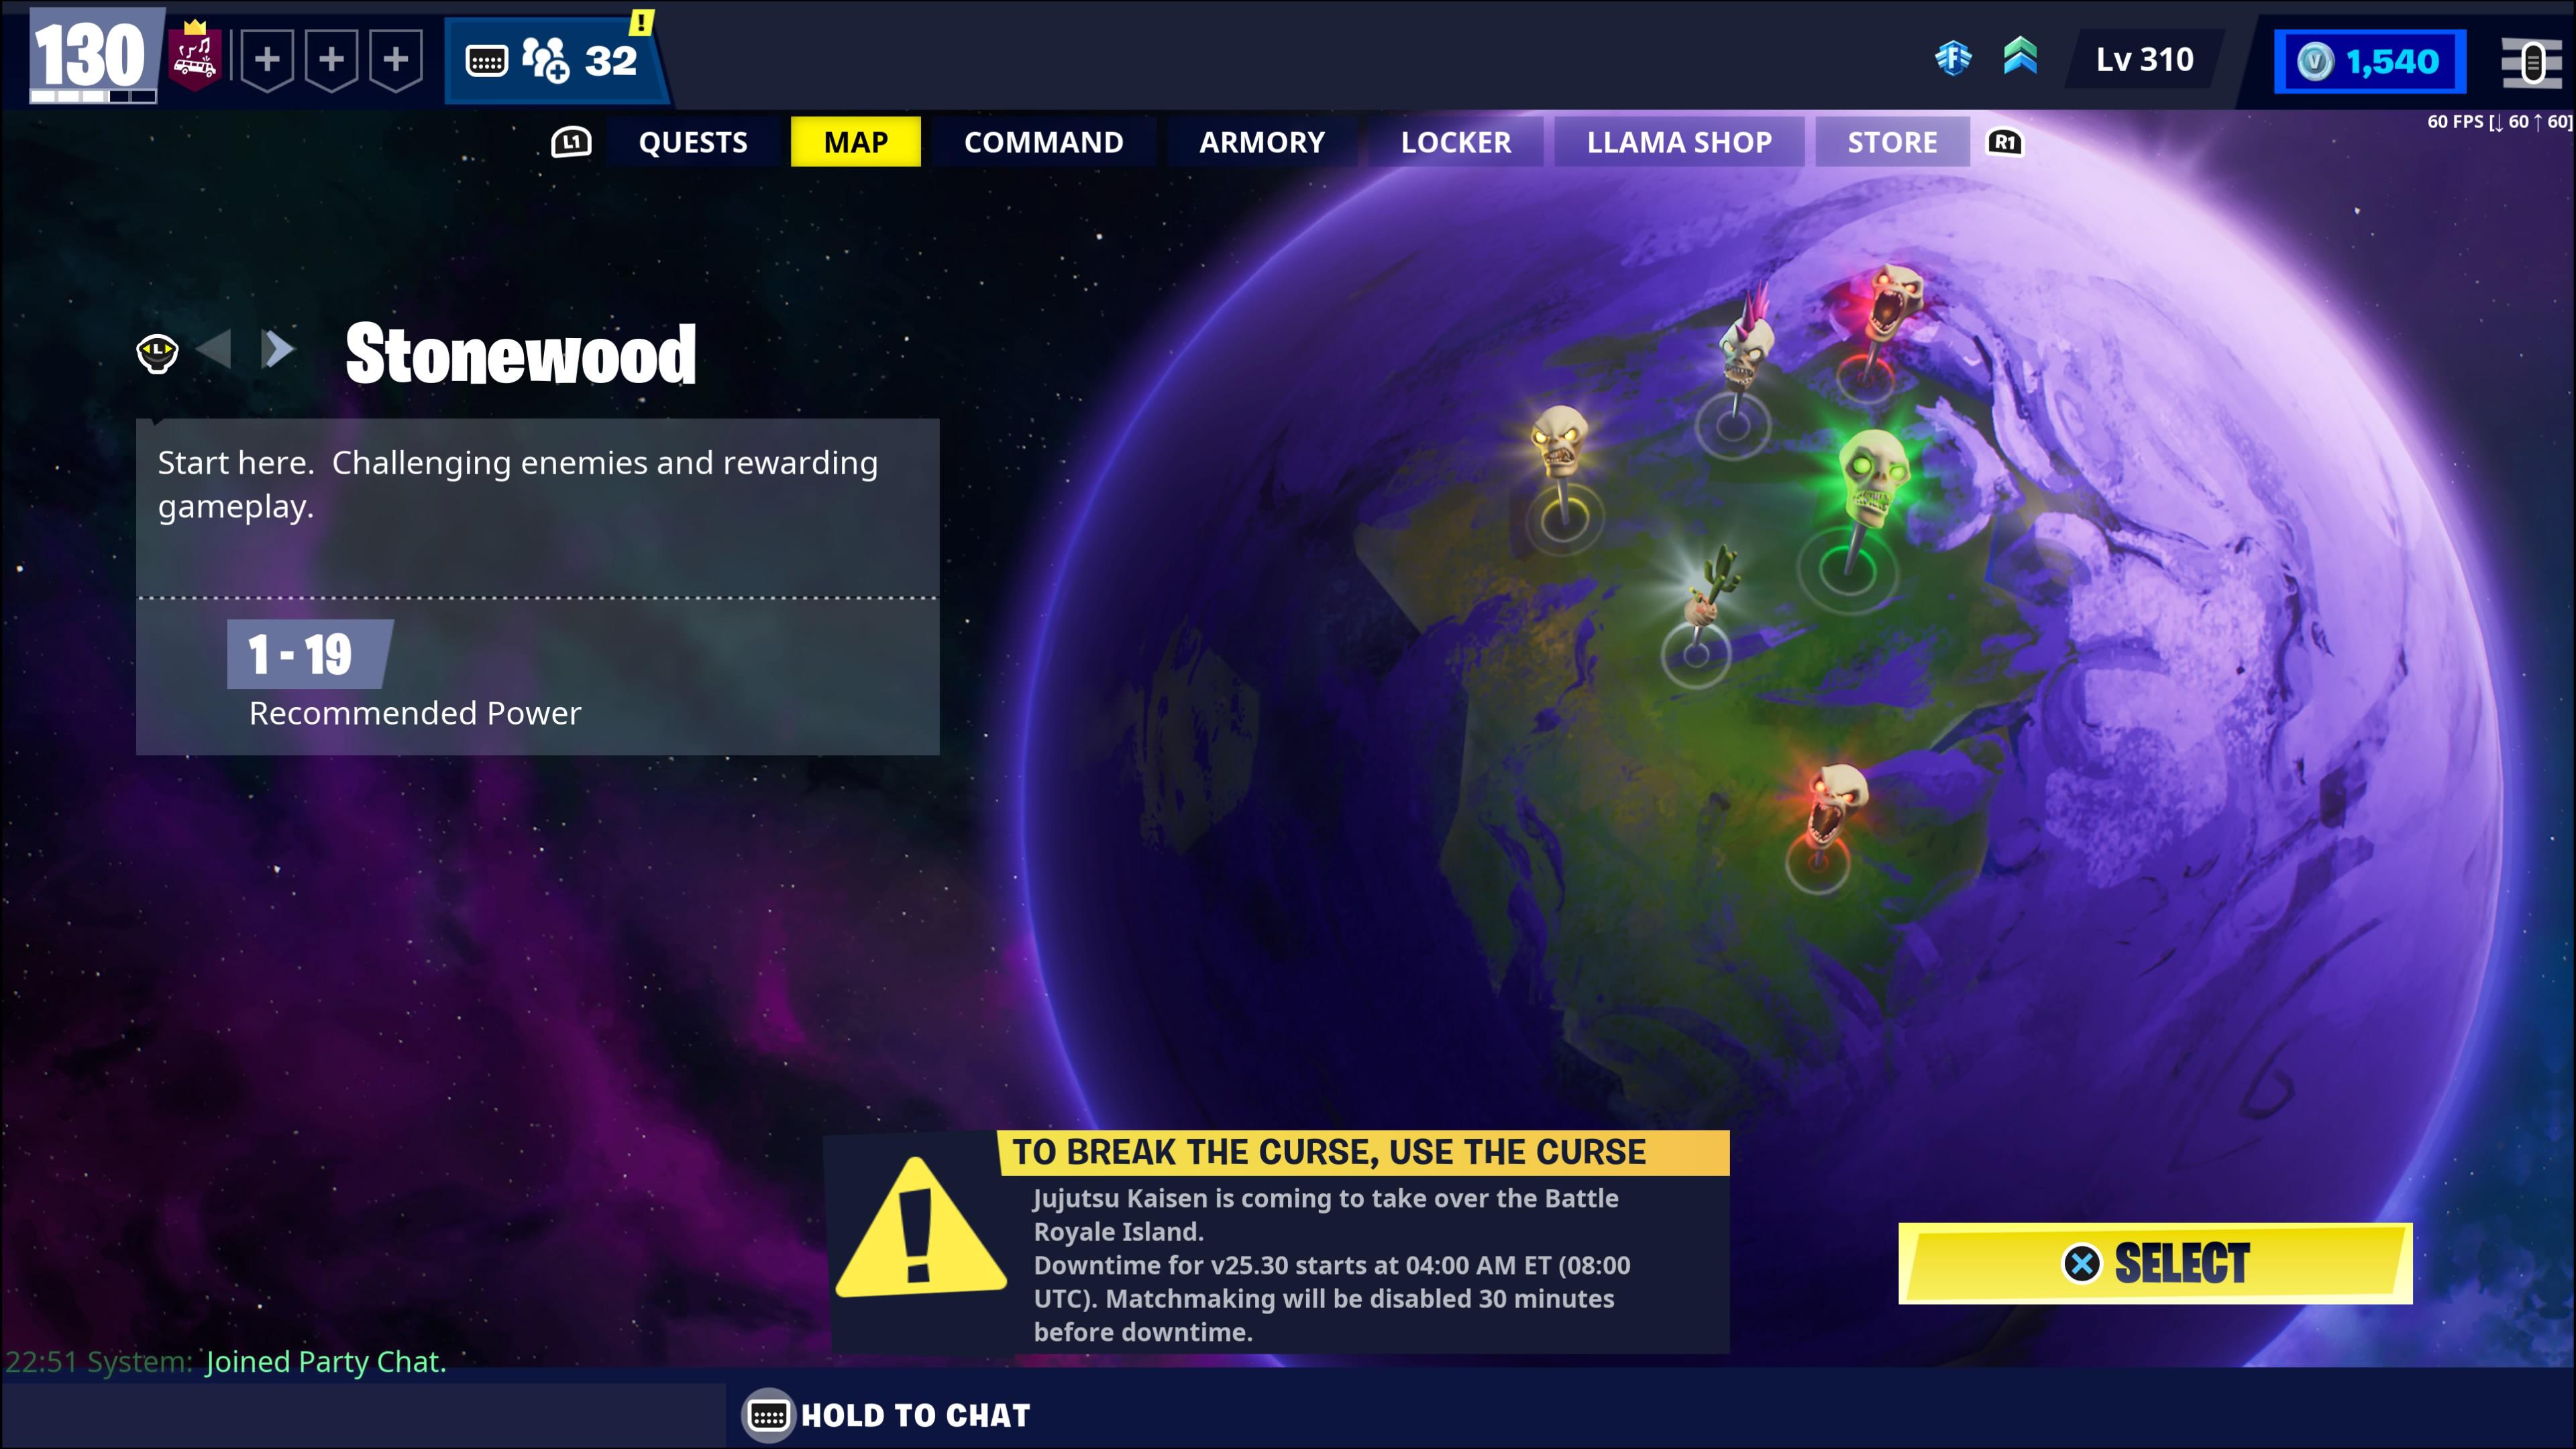 130
32
!
Lv 310
V 1,540
60 FPS [↓ 60 ↑ 60]
L1 QUESTS MAP COMMAND ARMORY LOCKER LLAMA SHOP STORE R1
L Stonewood
Start here.  Challenging enemies and rewarding
gameplay.
1 - 19
Recommended Power
TO BREAK THE CURSE, USE THE CURSE
Jujutsu Kaisen is coming to take over the Battle
Royale Island.
Downtime for v25.30 starts at 04:00 AM ET (08:00
UTC). Matchmaking will be disabled 30 minutes
before downtime.
SELECT
22:51 System: Joined Party Chat.
HOLD TO CHAT